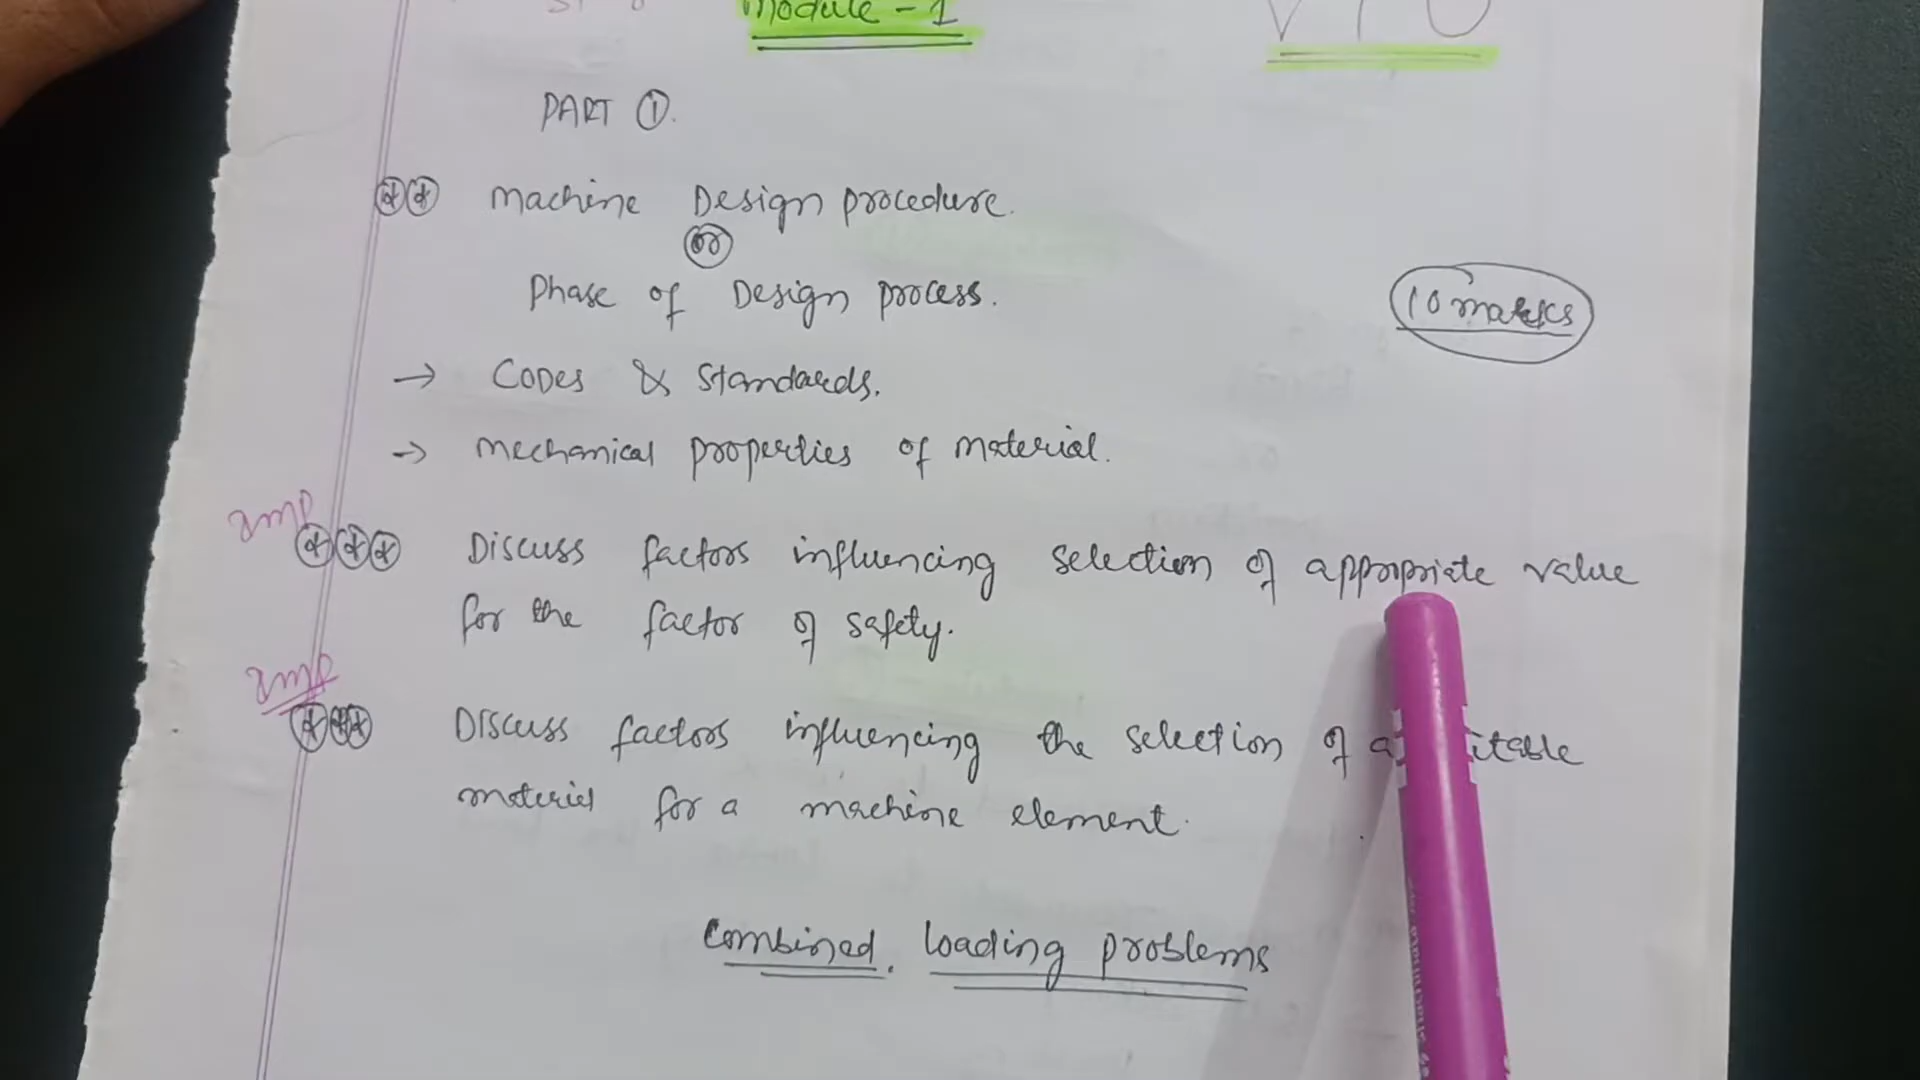 Module - 1
VTU
PART ①.
Machine Design procedure.
or
Phase of Design process.
10 marks
→ Codes & Standards.
→ Mechanical properties of material.
Imp
Discuss factors influencing selection of appropriate value
for the factor of safety.
Imp
Discuss factors influencing the selection of a itable
material for a machine element.
Combined loading problems